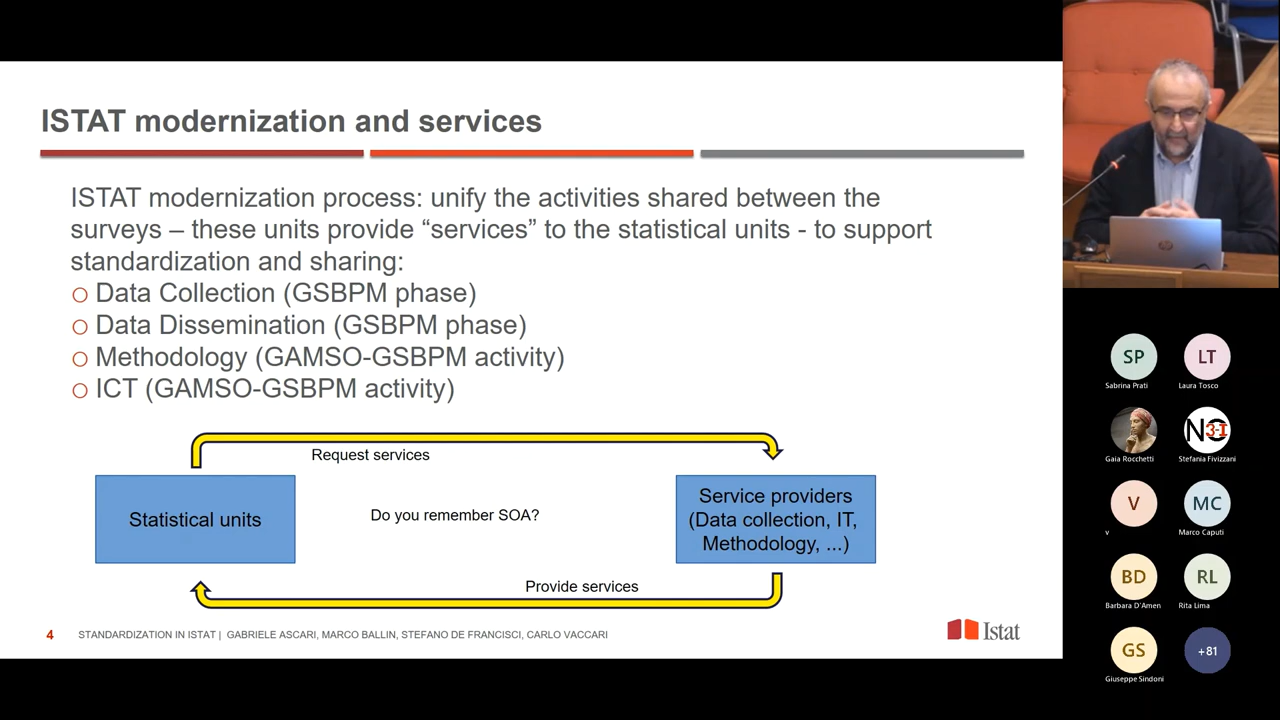 ISTAT modernization and services
ISTAT modernization process: unify the activities shared between the
surveys – these units provide “services” to the statistical units - to support
standardization and sharing:
Data Collection (GSBPM phase)
Data Dissemination (GSBPM phase)
Methodology (GAMSO-GSBPM activity)
ICT (GAMSO-GSBPM activity)
Request services
Statistical units
Do you remember SOA?
Service providers
(Data collection, IT,
Methodology, ...)
Provide services
4 STANDARDIZATION IN ISTAT | GABRIELE ASCARI, MARCO BALLIN, STEFANO DE FRANCISCI, CARLO VACCARI
Istat
hp
SP
Sabrina Prati
LT
Laura Tosco
Gaia Rocchetti
N3-I
Stefania Fivizzani
V
v
MC
Marco Caputi
BD
Barbara D'Amen
RL
Rita Lima
GS
Giuseppe Sindoni
+81